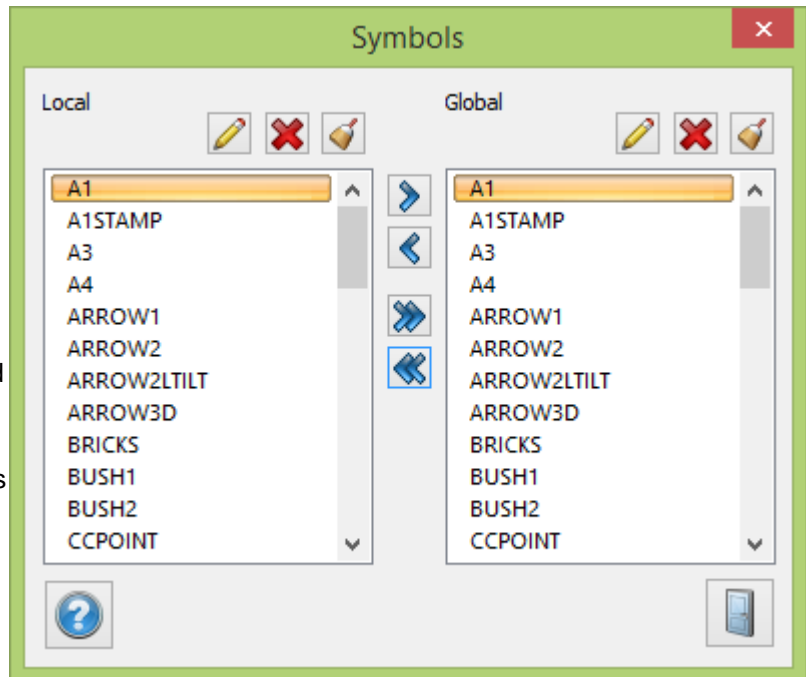 Symbols
Local
Global
A1
A1STAMP
A3
A4
ARROW1
ARROW2
ARROW2LTILT
ARROW3D
BRICKS
BUSH1
BUSH2
CCPOINT
A1
A1STAMP
A3
A4
ARROW1
ARROW2
ARROW2LTILT
ARROW3D
BRICKS
BUSH1
BUSH2
CCPOINT